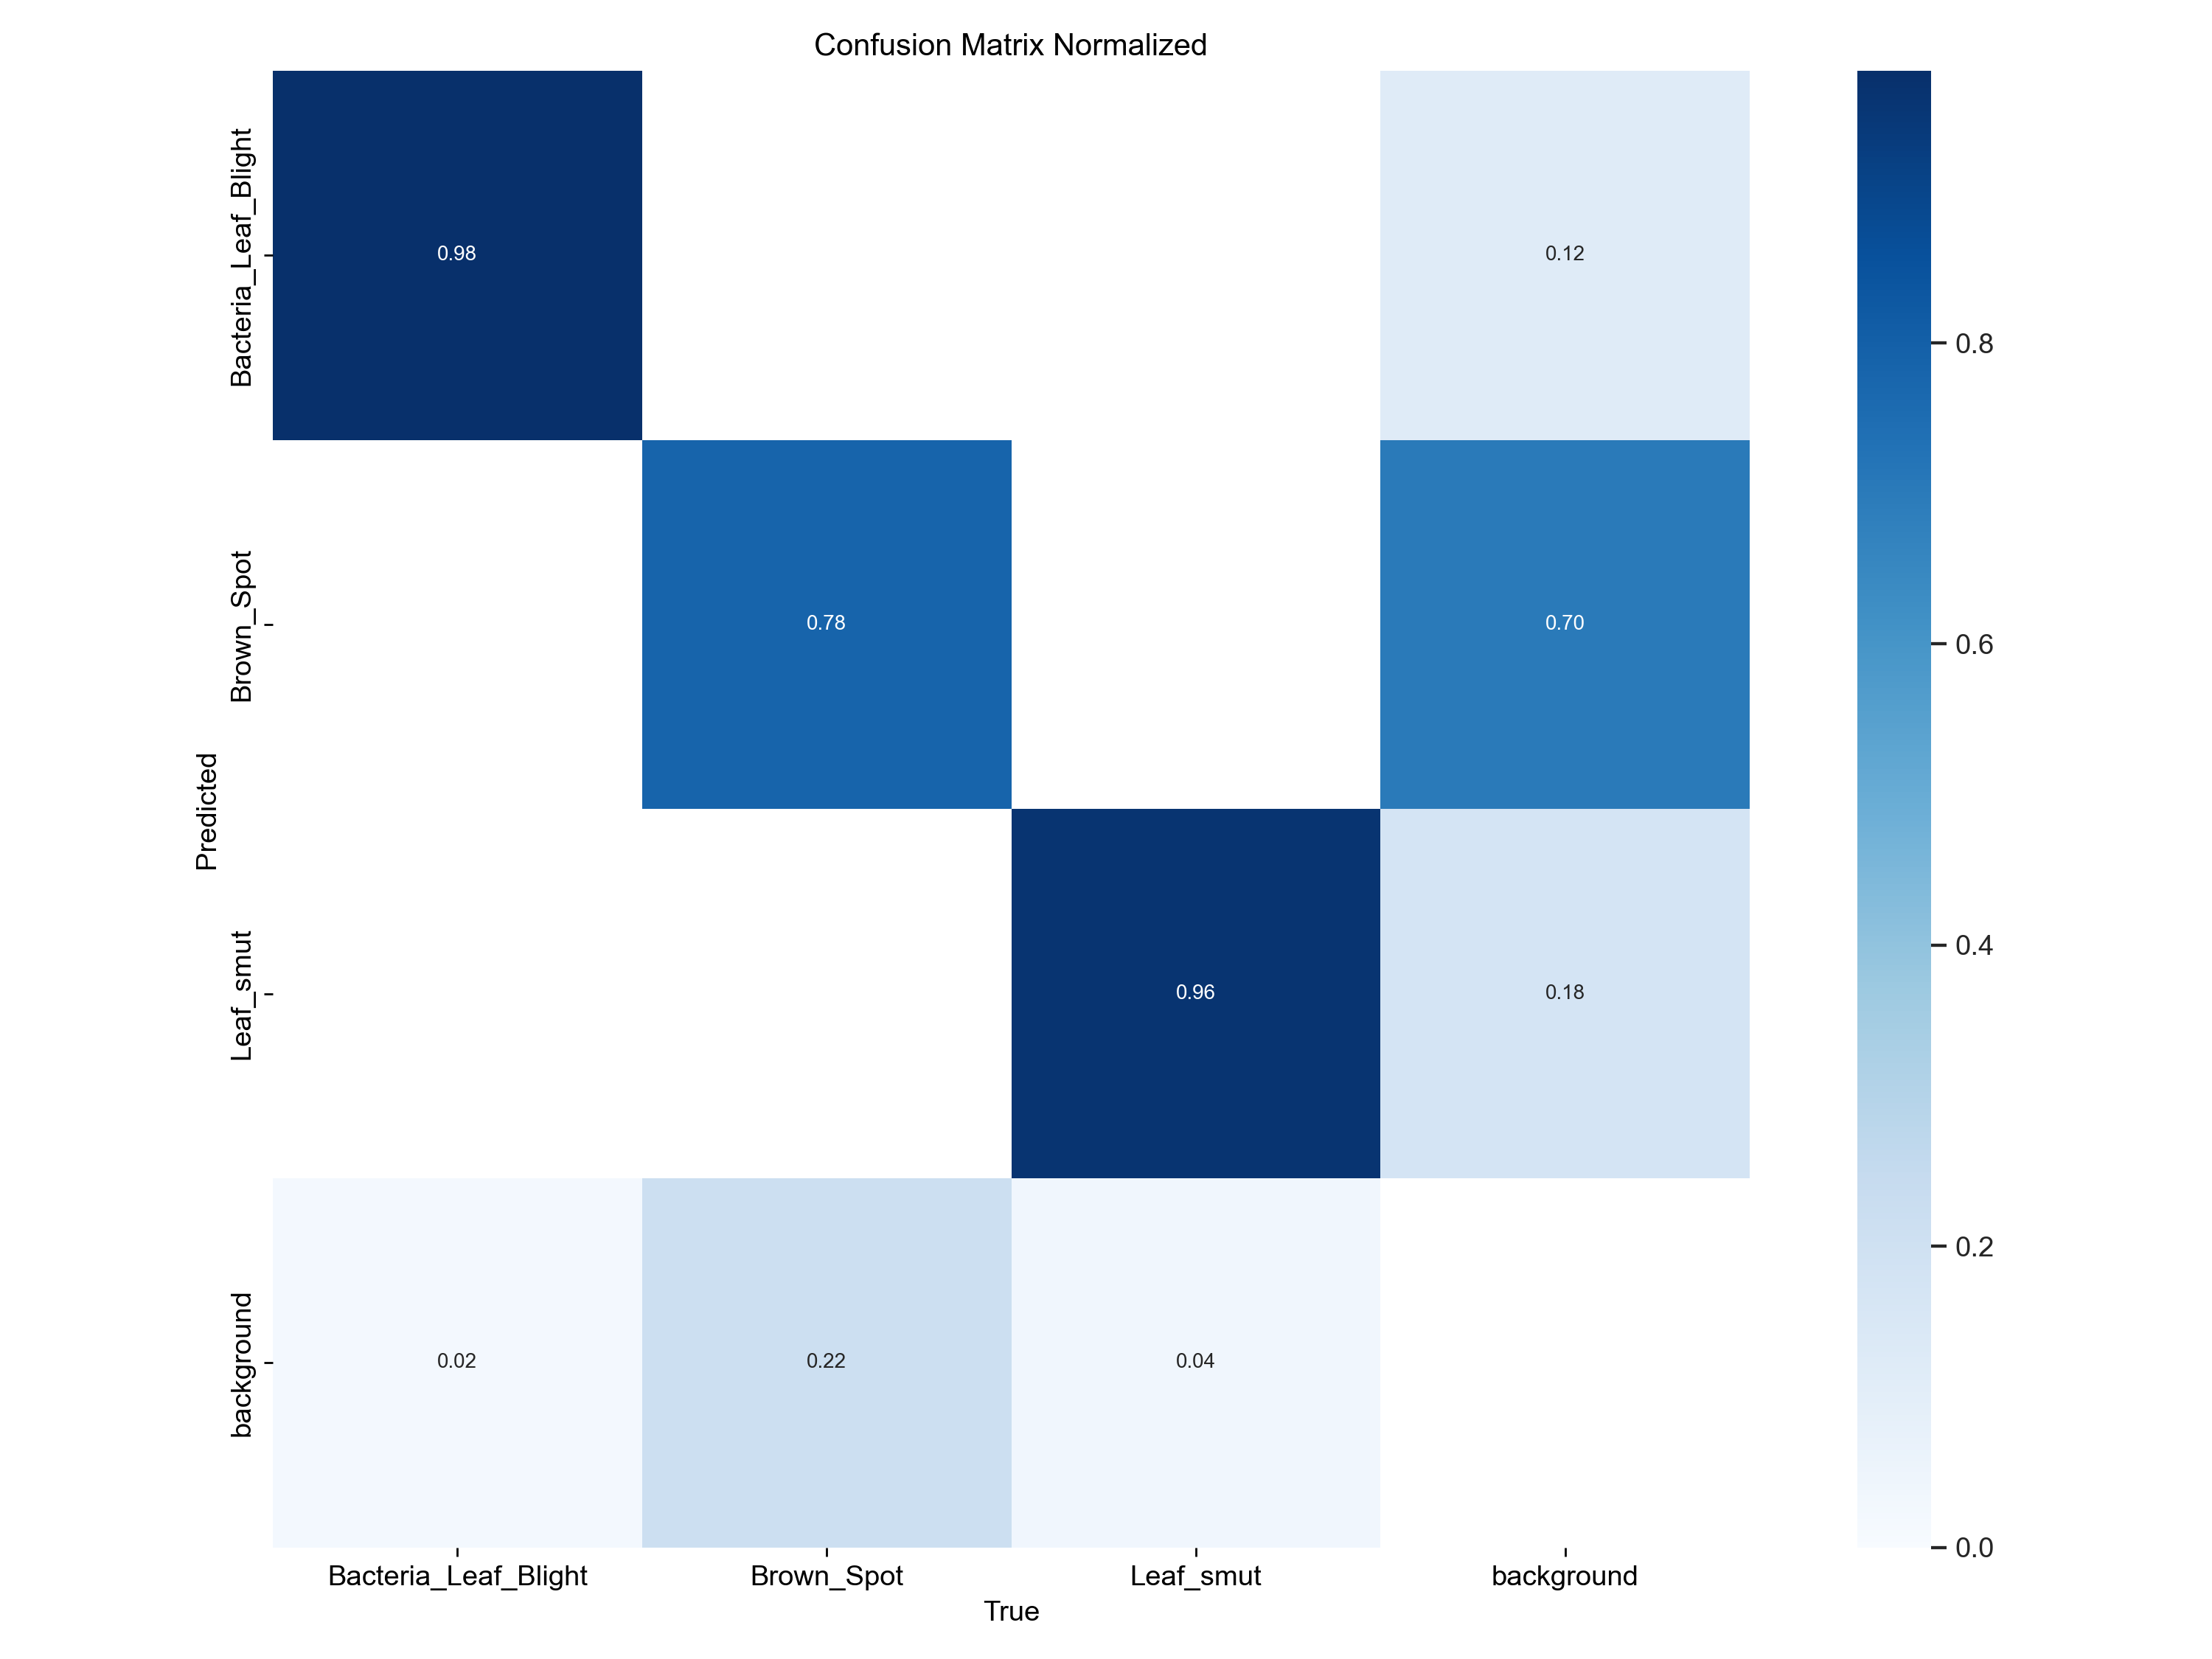 Confusion Matrix Normalized
Predicted
Bacteria_Leaf_Blight
0.98
0.12
Brown_Spot
0.78
0.70
Leaf_smut
0.96
0.18
background
0.02
0.22
0.04
Bacteria_Leaf_Blight
Brown_Spot
Leaf_smut
background
True
0.8
0.6
0.4
0.2
0.0